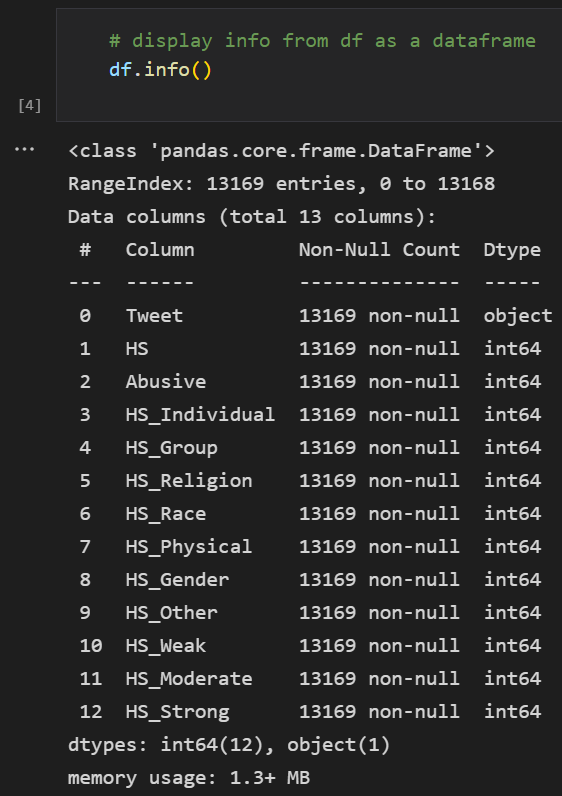 # display info from df as a dataframe
df.info()
[4]
...
<class 'pandas.core.frame.DataFrame'>
RangeIndex: 13169 entries, 0 to 13168
Data columns (total 13 columns):
 #   Column         Non-Null Count  Dtype
---  ------         --------------  -----
 0   Tweet          13169 non-null  object
 1   HS             13169 non-null  int64
 2   Abusive        13169 non-null  int64
 3   HS_Individual  13169 non-null  int64
 4   HS_Group       13169 non-null  int64
 5   HS_Religion    13169 non-null  int64
 6   HS_Race        13169 non-null  int64
 7   HS_Physical    13169 non-null  int64
 8   HS_Gender      13169 non-null  int64
 9   HS_Other       13169 non-null  int64
 10  HS_Weak        13169 non-null  int64
 11  HS_Moderate    13169 non-null  int64
 12  HS_Strong      13169 non-null  int64
dtypes: int64(12), object(1)
memory usage: 1.3+ MB